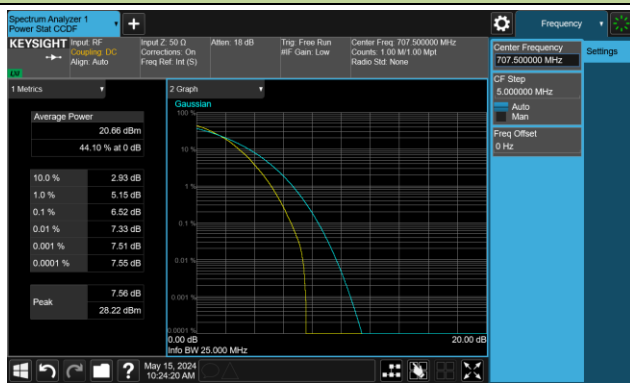 Spectrum Analyzer 1
Power Stat CCDF
Frequency
KEYSIGHT
Input: RF
Coupling: DC
Align: Auto
Input Z: 50 Ω
Corrections: On
Freq Ref: Int (S)
Atten: 18 dB
Trig: Free Run
#IF Gain: Low
Center Freq: 707.500000 MHz
Counts: 1.00 M/1.00 Mpt
Radio Std: None
Center Frequency
707.500000 MHz
Settings
CF Step
5.000000 MHz
Auto
Man
Freq Offset
0 Hz
1 Metrics
2 Graph
Average Power
20.66 dBm
44.10 % at 0 dB
10.0 % 2.93 dB
1.0 % 5.15 dB
0.1 % 6.52 dB
0.01 % 7.33 dB
0.001 % 7.51 dB
0.0001 % 7.55 dB
Peak
7.56 dB
28.22 dBm
Gaussian
100 %
10 %
1 %
0.1 %
0.01 %
0.001 %
0.0001 %
0.00 dB 20.00 dB
Info BW 25.000 MHz
?
May 15, 2024
10:24:20 AM